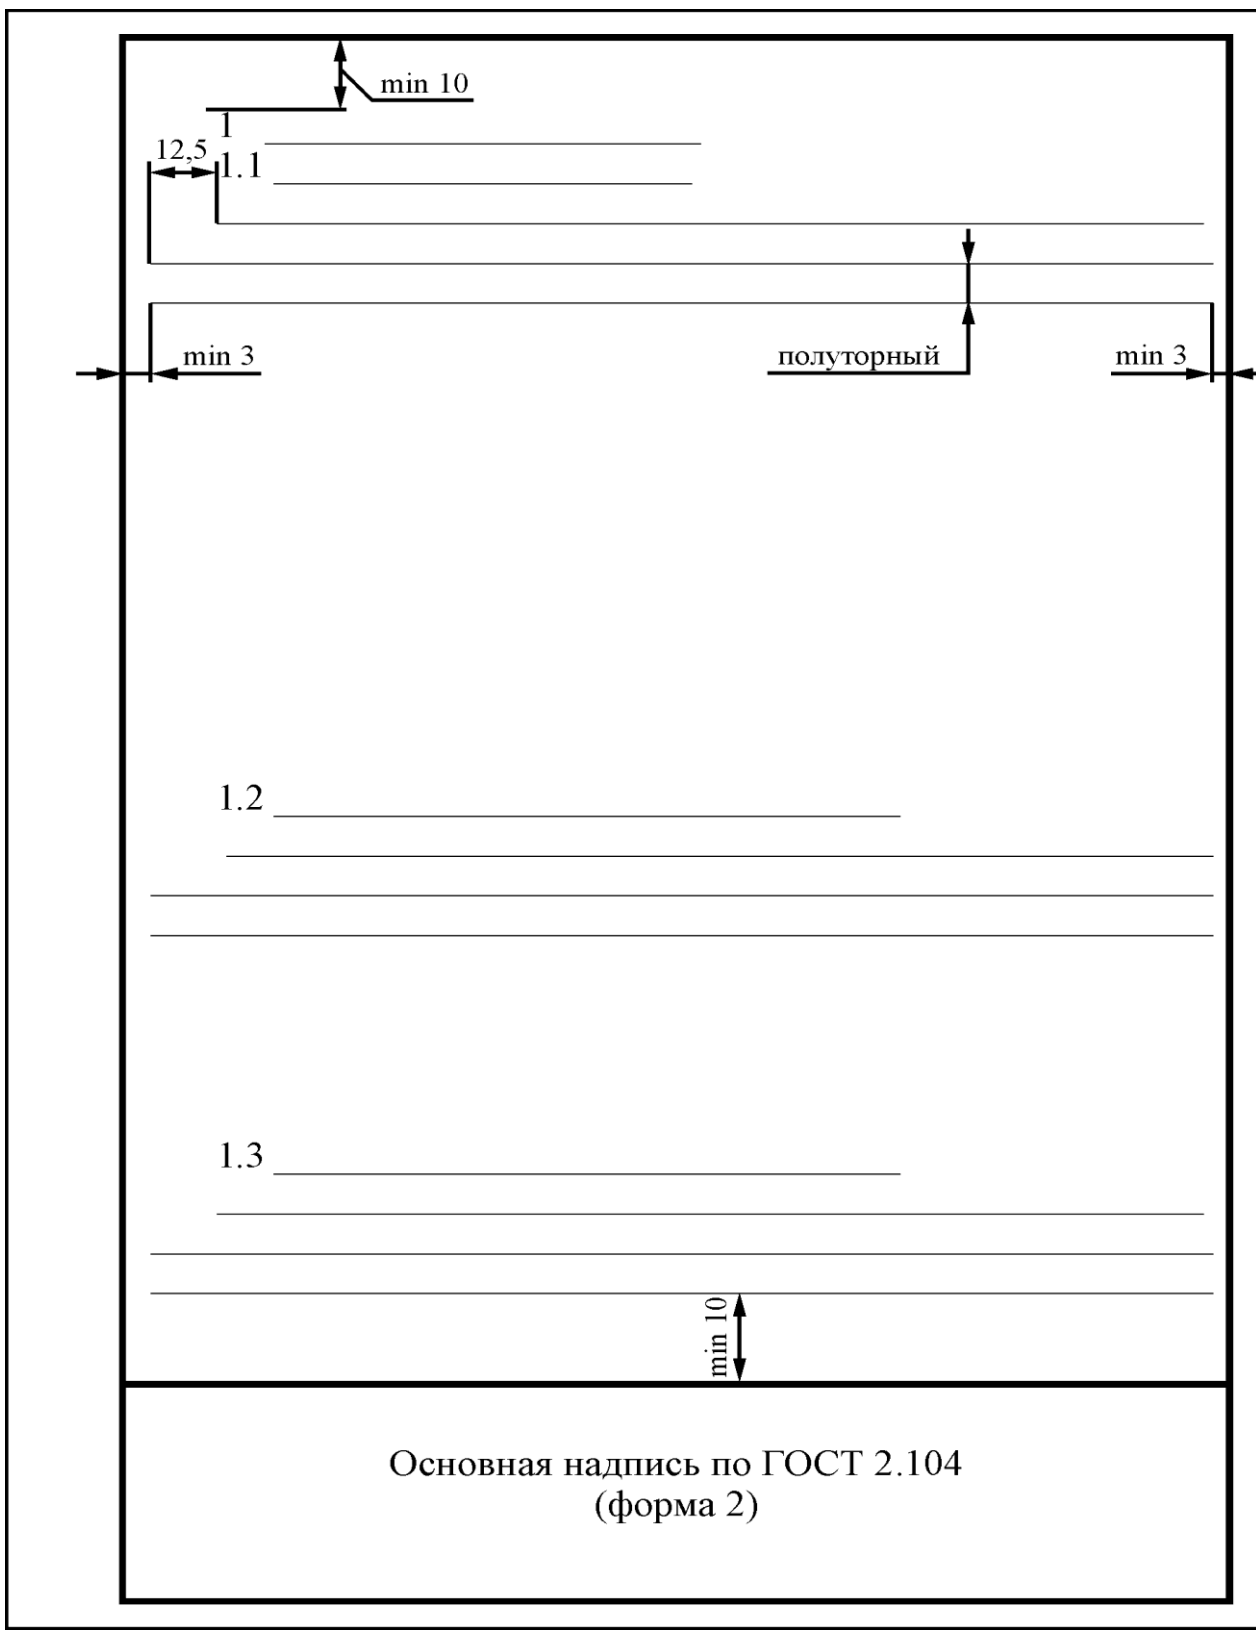 min 10
1
12,5
1.1
min 3
полуторный
min 3
1.2
1.3
min 10
Основная надпись по ГОСТ 2.104
(форма 2)